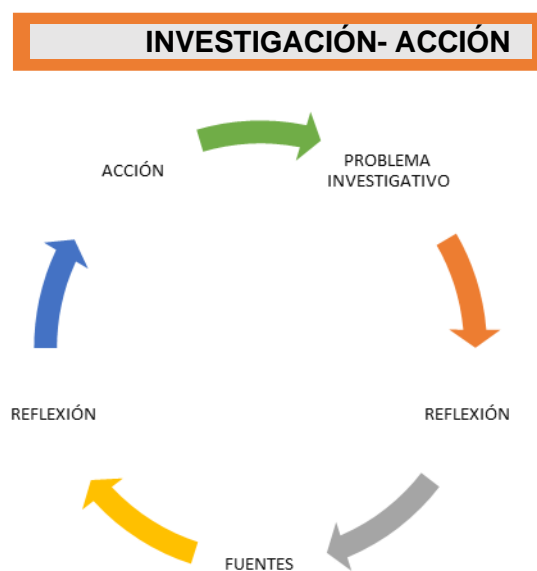 INVESTIGACIÓN- ACCIÓN
PROBLEMA
INVESTIGATIVO
REFLEXIÓN
FUENTES
REFLEXIÓN
ACCIÓN